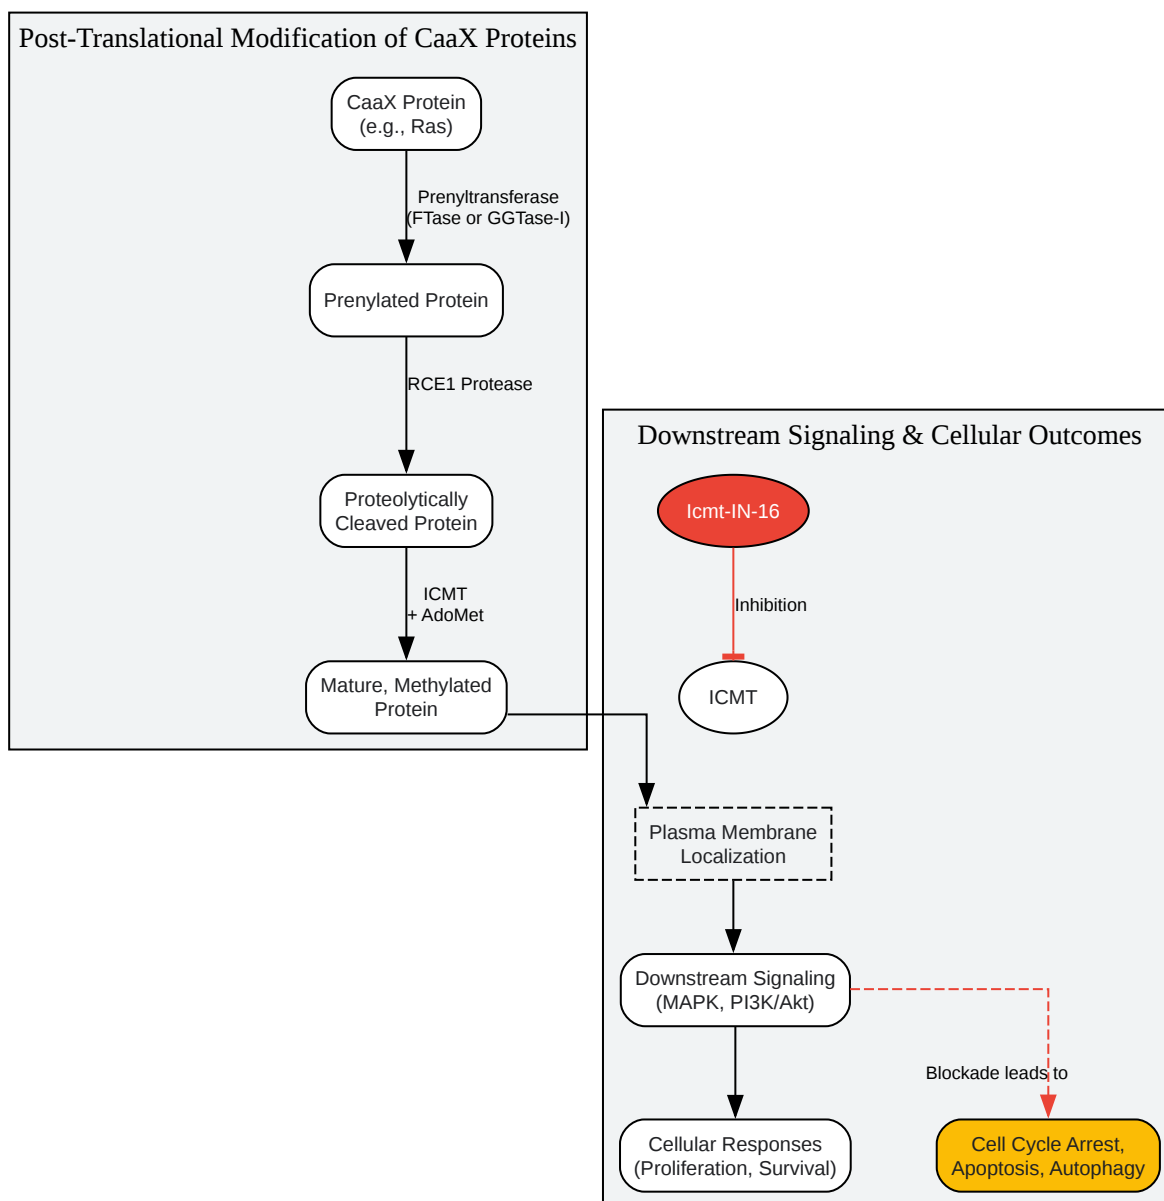 Post-Translational Modification of CaaX Proteins
CaaX Protein
(e.g., Ras)
Prenyltransferase
(FTase or GGTase-I)
Prenylated Protein
RCE1 Protease
Proteolytically
Cleaved Protein
ICMT
+ AdoMet
Mature, Methylated
Protein
Downstream Signaling & Cellular Outcomes
Icmt-IN-16
Inhibition
ICMT
Plasma Membrane
Localization
Downstream Signaling
(MAPK, PI3K/Akt)
Blockade leads to
Cellular Responses
(Proliferation, Survival)
Cell Cycle Arrest,
Apoptosis, Autophagy